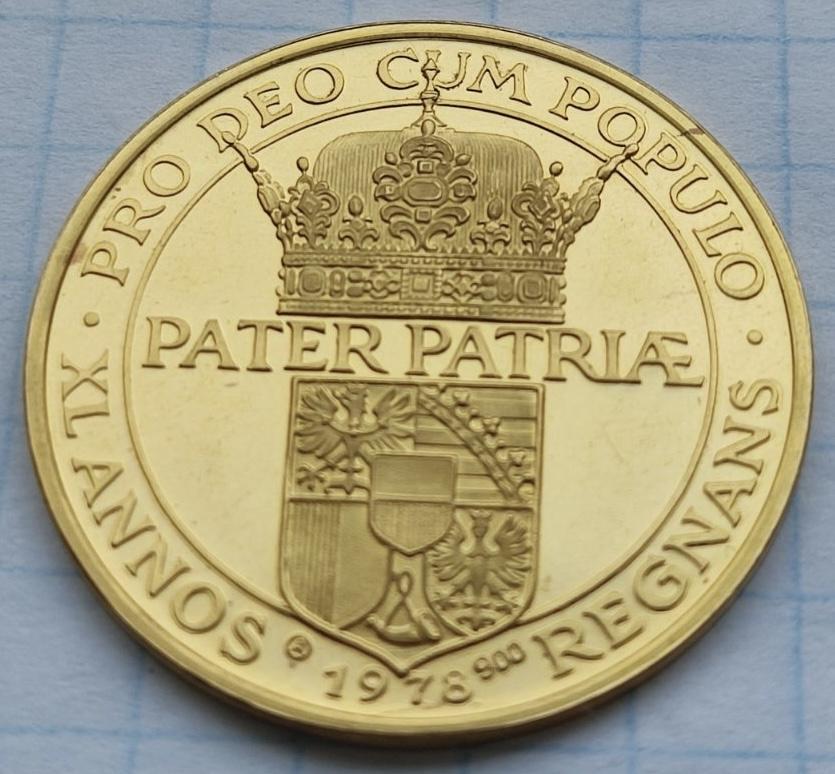 · PRO DEO CUM POPULO ·
PATER PATRIÆ
XL ANNOS REGNANS
1978 900